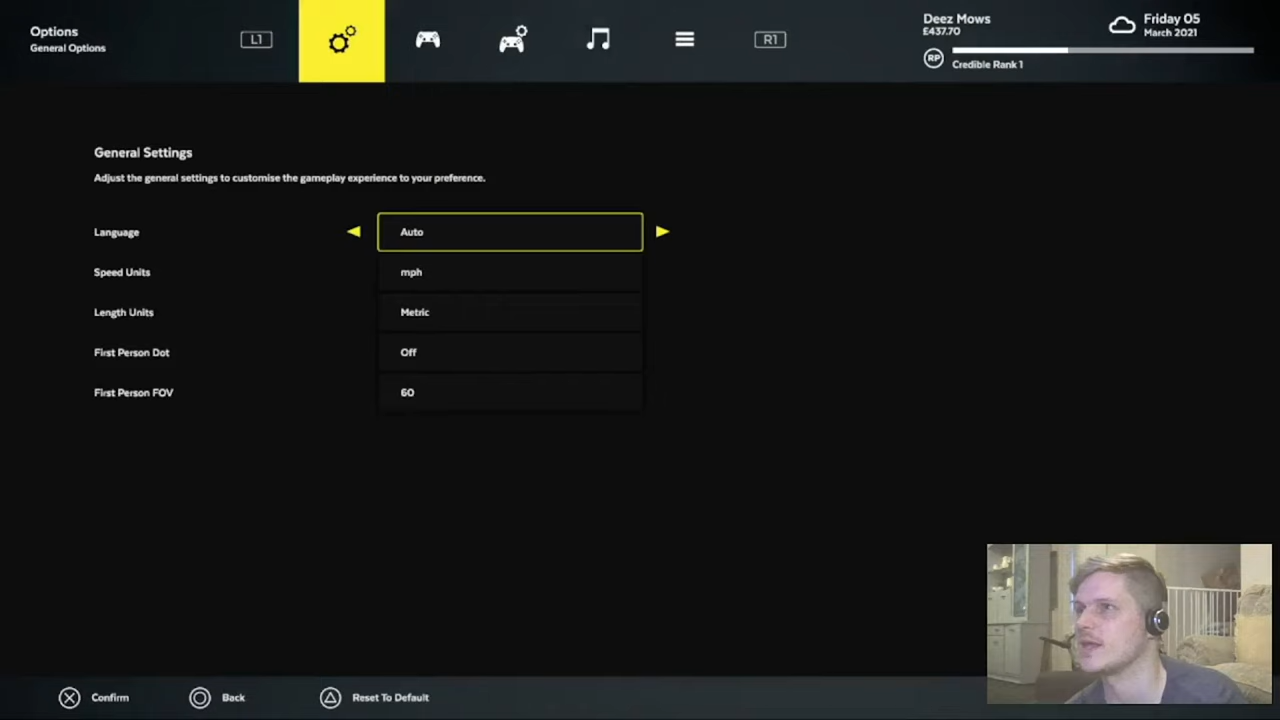 Options
General Options
L1
R1
Deez Mows
£437.70
RP
Credible Rank 1
Friday 05
March 2021
General Settings
Adjust the general settings to customise the gameplay experience to your preference.
Language Auto
Speed Units mph
Length Units Metric
First Person Dot Off
First Person FOV 60
Confirm Back Reset To Default